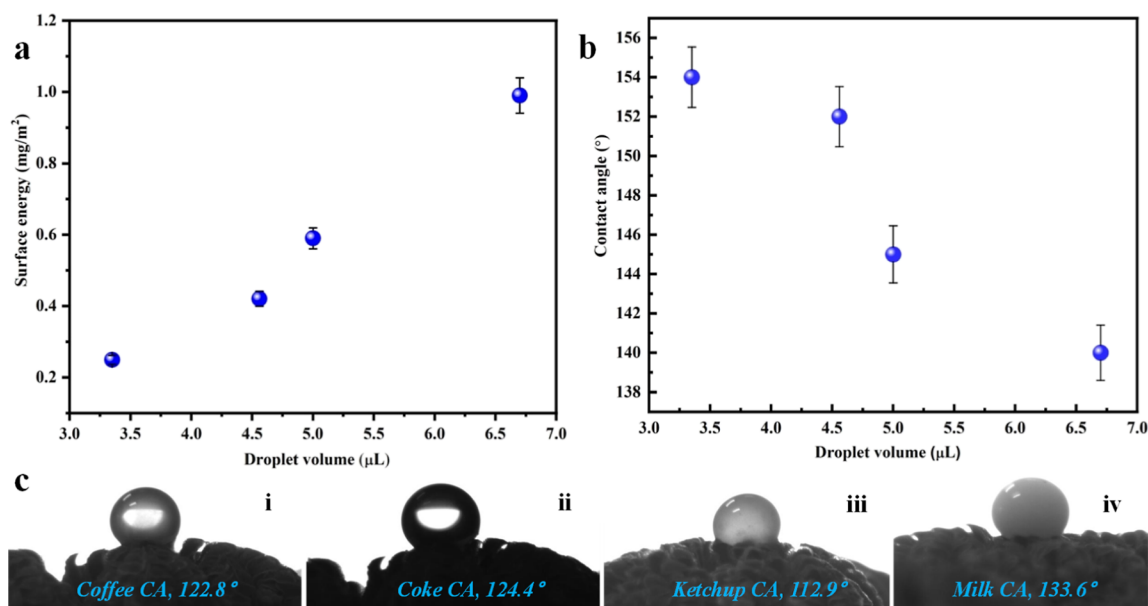 a
Surface energy (mg/m²)
1.2
1.0
0.8
0.6
0.4
0.2
3.0 3.5 4.0 4.5 5.0 5.5 6.0 6.5 7.0
Droplet volume (μL)
b
Contact angle (°)
156
154
152
150
148
146
144
142
140
138
3.0 3.5 4.0 4.5 5.0 5.5 6.0 6.5 7.0
Droplet volume (μL)
c
i
Coffee CA, 122.8°
ii
Coke CA, 124.4°
iii
Ketchup CA, 112.9°
iv
Milk CA, 133.6°